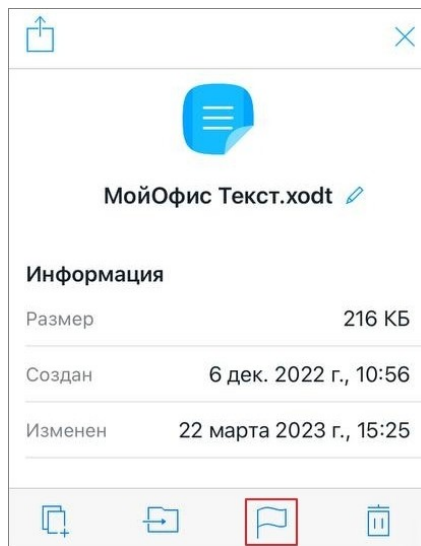 МойОфис Текст.xodt
Информация
Размер 216 КБ
Создан 6 дек. 2022 г., 10:56
Изменен 22 марта 2023 г., 15:25